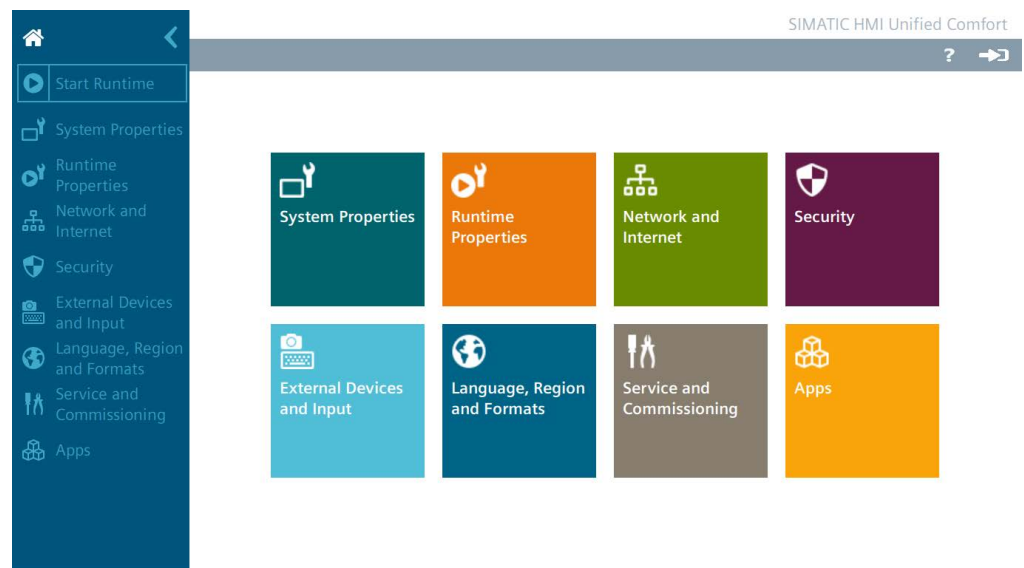 SIMATIC HMI Unified Comfort
?
Start Runtime
System Properties
Runtime
Properties
Network and
Internet
Security
External Devices
and Input
Language, Region
and Formats
Service and
Commissioning
Apps
System Properties
Runtime
Properties
Network and
Internet
Security
External Devices
and Input
Language, Region
and Formats
Service and
Commissioning
Apps